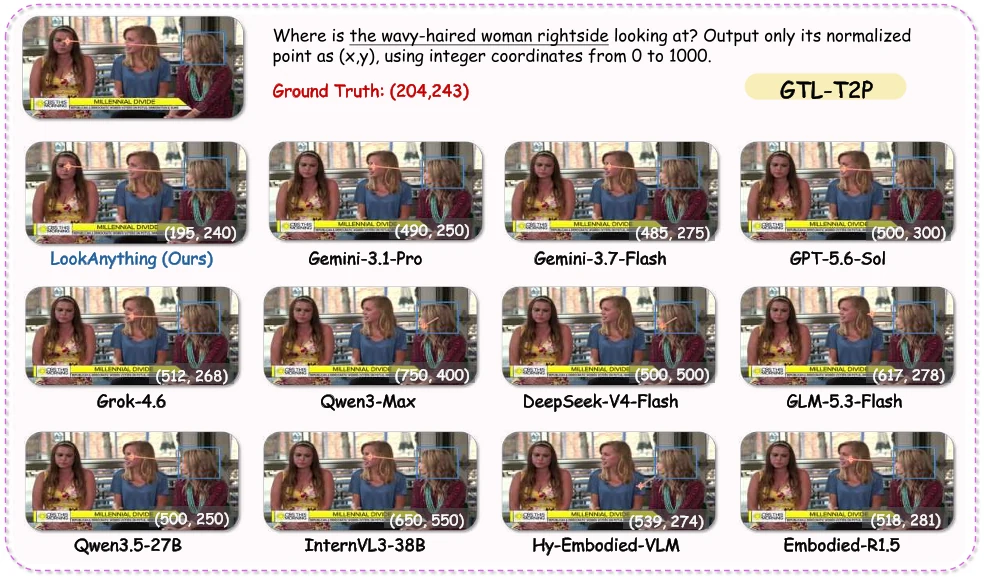 Where is the wavy-haired woman rightside looking at? Output only its normalized
point as (x,y), using integer coordinates from 0 to 1000.
Ground Truth: (204,243)
GTL-T2P
CBS THIS MORNING
MILLENNIAL DIVIDE
(195, 240)
(490, 250)
(485, 275)
(500, 300)
LookAnything (Ours)
Gemini-3.1-Pro
Gemini-3.7-Flash
GPT-5.6-Sol
(512, 268)
(750, 400)
(500, 500)
(617, 278)
Grok-4.6
Qwen3-Max
DeepSeek-V4-Flash
GLM-5.3-Flash
(500, 250)
(650, 550)
(539, 274)
(518, 281)
Qwen3.5-27B
InternVL3-38B
Hy-Embodied-VLM
Embodied-R1.5